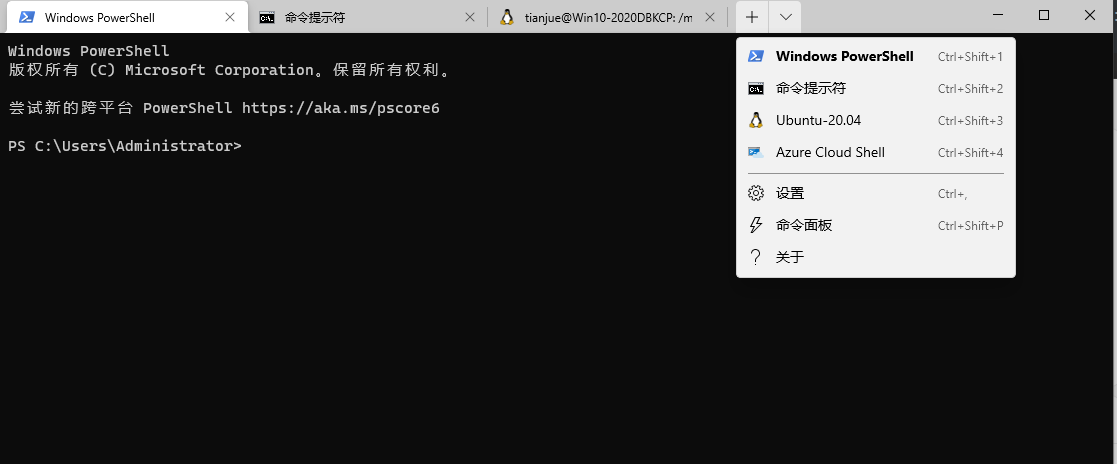 Windows PowerShell
命令提示符
tianjue@Win10-2020DBKCP: /m
Windows PowerShell
版权所有 (C) Microsoft Corporation。保留所有权利。
尝试新的跨平台 PowerShell https://aka.ms/pscore6
PS C:\Users\Administrator>
Windows PowerShell Ctrl+Shift+1
命令提示符 Ctrl+Shift+2
Ubuntu-20.04 Ctrl+Shift+3
Azure Cloud Shell Ctrl+Shift+4
设置 Ctrl+,
命令面板 Ctrl+Shift+P
关于